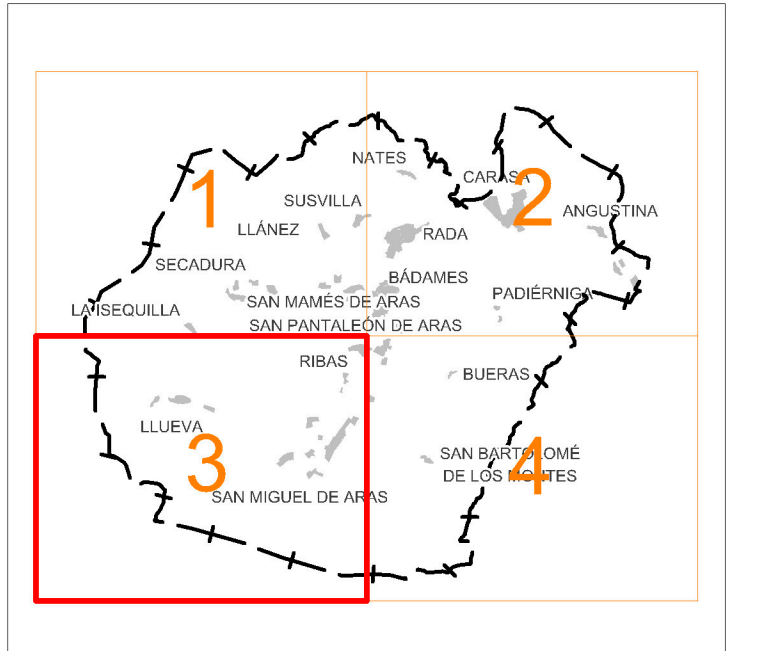 NATES
CARASA
1
2
SUSVILLA
ANGUSTINA
LLÁNEZ
RADA
SECADURA
BÁDAMES
PADIÉRNIGA
SAN MAMÉS DE ARAS
LA ISEQUILLA
SAN PANTALEÓN DE ARAS
RIBAS
BUERAS
LLUEVA
3
SAN BARTOLOMÉ
DE LOS MONTES
4
SAN MIGUEL DE ARAS